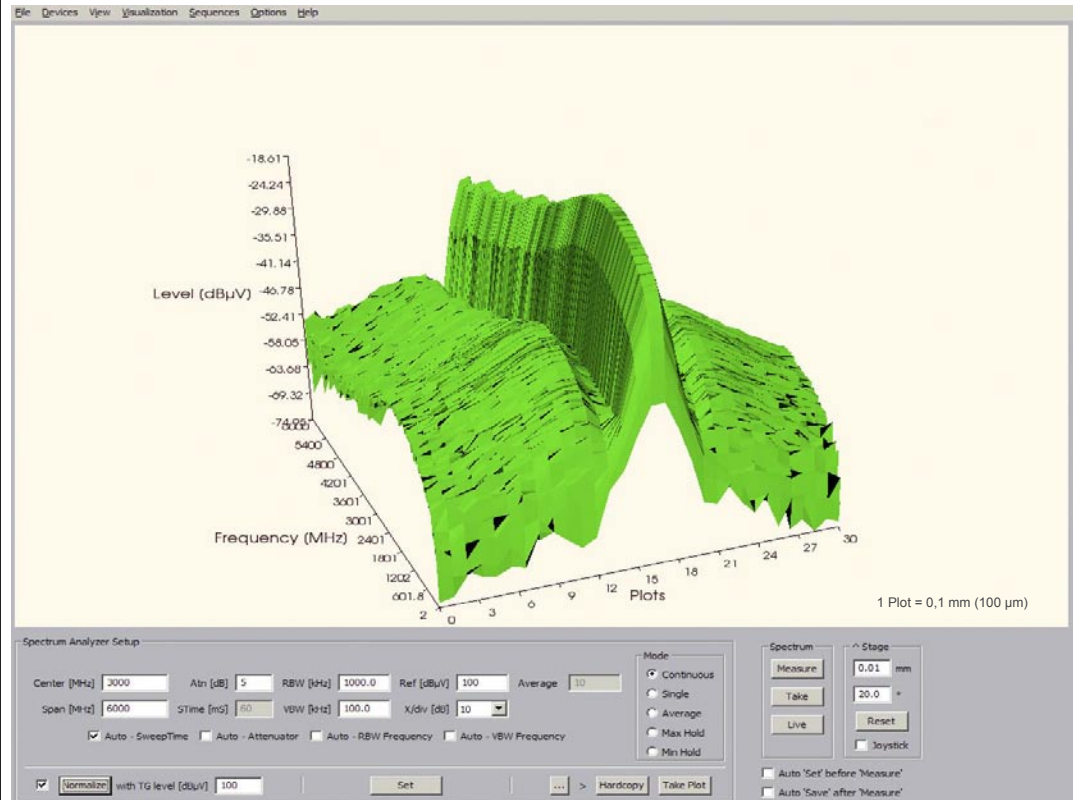 File Devices View Visualization Sequences Options Help
-18.61
-24.24
-29.88
-35.51
-41.14
Level (dBµV) -46.78
-52.41
-58.05
-63.68
-69.32
-74.95
6000
5400
4800
4201
3601
3001
Frequency (MHz) 2401
1801
1202
601.8
2
0 3 6 9 12 15 18 21 24 27 30
Plots
1 Plot = 0,1 mm (100 µm)
Spectrum Analyzer Setup
Center [MHz] 3000 Atn [dB] 5 RBW [kHz] 1000.0 Ref [dBµV] 100 Average 10
Span [MHz] 6000 STime [mS] 60 VBW [kHz] 100.0 X/div [dB] 10
Auto - SweepTime Auto - Attenuator Auto - RBW Frequency Auto - VBW Frequency
Mode
Continuous
Single
Average
Max Hold
Min Hold
Normalize with TG level [dBµV] 100 Set ... > Hardcopy Take Plot
Spectrum
Measure
Take
Live
^ Stage
0.01 mm
20.0 °
Reset
Joystick
Auto 'Set' before 'Measure'
Auto 'Save' after 'Measure'